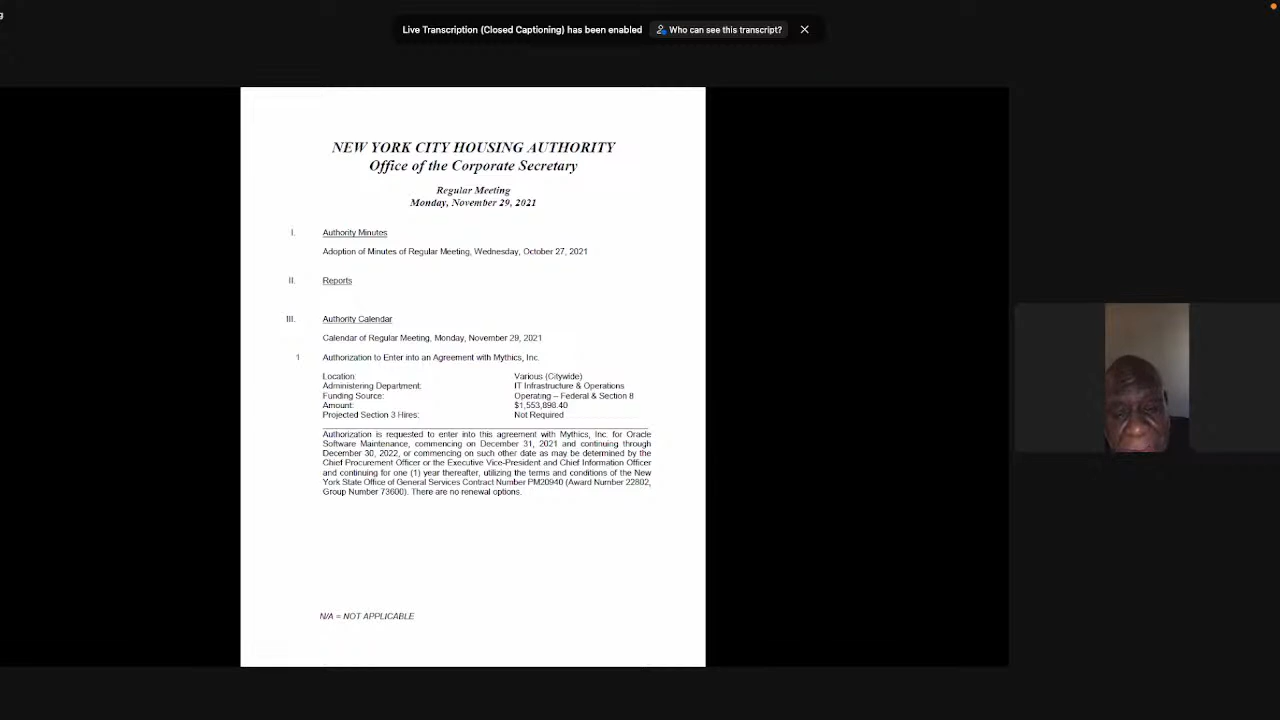 Live Transcription (Closed Captioning) has been enabled
Who can see this transcript?
NEW YORK CITY HOUSING AUTHORITY
Office of the Corporate Secretary
Regular Meeting
Monday, November 29, 2021
I. Authority Minutes
Adoption of Minutes of Regular Meeting, Wednesday, October 27, 2021
II. Reports
III. Authority Calendar
Calendar of Regular Meeting, Monday, November 29, 2021
1 Authorization to Enter into an Agreement with Mythics, Inc.
Location: Various (Citywide)
Administering Department: IT Infrastructure & Operations
Funding Source: Operating – Federal & Section 8
Amount: $1,553,898.40
Projected Section 3 Hires: Not Required
Authorization is requested to enter into this agreement with Mythics, Inc. for Oracle
Software Maintenance, commencing on December 31, 2021 and continuing through
December 30, 2022, or commencing on such other date as may be determined by the
Chief Procurement Officer or the Executive Vice-President and Chief Information Officer
and continuing for one (1) year thereafter, utilizing the terms and conditions of the New
York State Office of General Services Contract Number PM20940 (Award Number 22802,
Group Number 73600). There are no renewal options.
N/A = NOT APPLICABLE